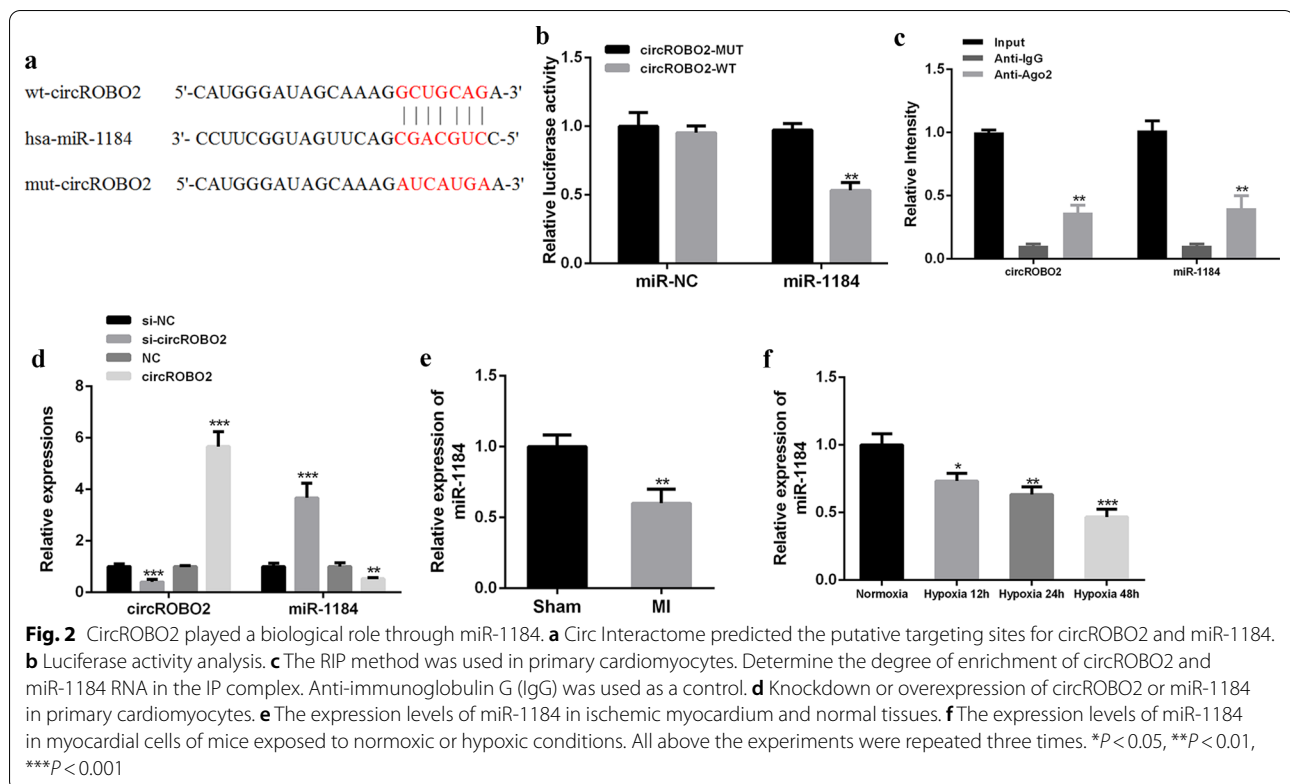 a
wt-circROBO2 5'-CAUGGGAUAGCAAAGGCUGCAGA-3'
hsa-miR-1184 3'- CCUUCGGUAGUUCAGCGACGUCC-5'
mut-circROBO2 5'-CAUGGGAUAGCAAAGAUCAUGAA-3'
b
circROBO2-MUT
circROBO2-WT
Relative luciferase activity
1.5
1.0
0.5
0.0
**
miR-NC miR-1184
c
Input
Anti-IgG
Anti-Ago2
Relative Intensity
1.5
1.0
0.5
0.0
** **
circROBO2 miR-1184
d
si-NC
si-circROBO2
NC
circROBO2
Relative expressions
8
6
4
2
0
*** *** *** **
circROBO2 miR-1184
e
Relative expression of
miR-1184
1.5
1.0
0.5
0.0
**
Sham MI
f
Relative expression of
miR-1184
1.5
1.0
0.5
0.0
* ** ***
Normoxia Hypoxia 12h Hypoxia 24h Hypoxia 48h
Fig. 2 CircROBO2 played a biological role through miR-1184. a Circ Interactome predicted the putative targeting sites for circROBO2 and miR-1184.
b Luciferase activity analysis. c The RIP method was used in primary cardiomyocytes. Determine the degree of enrichment of circROBO2 and
miR-1184 RNA in the IP complex. Anti-immunoglobulin G (IgG) was used as a control. d Knockdown or overexpression of circROBO2 or miR-1184
in primary cardiomyocytes. e The expression levels of miR-1184 in ischemic myocardium and normal tissues. f The expression levels of miR-1184
in myocardial cells of mice exposed to normoxic or hypoxic conditions. All above the experiments were repeated three times. *P < 0.05, **P < 0.01,
***P < 0.001